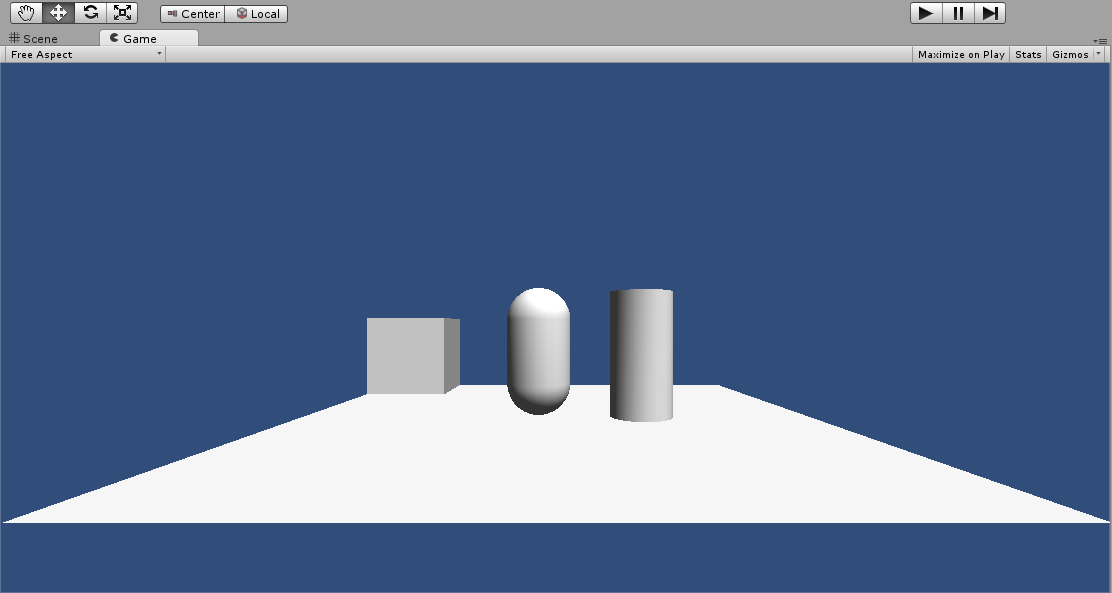 Center Local
Scene Game
Free Aspect Maximize on Play Stats Gizmos